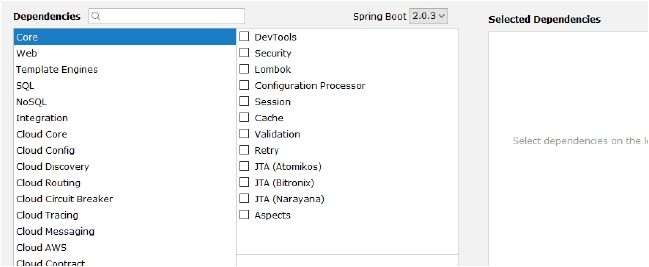 Dependencies
Spring Boot 2.0.3
Selected Dependencies
Core
Web
Template Engines
SQL
NoSQL
Integration
Cloud Core
Cloud Config
Cloud Discovery
Cloud Routing
Cloud Circuit Breaker
Cloud Tracing
Cloud Messaging
Cloud AWS
Cloud Contract
DevTools
Security
Lombok
Configuration Processor
Session
Cache
Validation
Retry
JTA (Atomikos)
JTA (Bitronix)
JTA (Narayana)
Aspects
Select dependencies on the